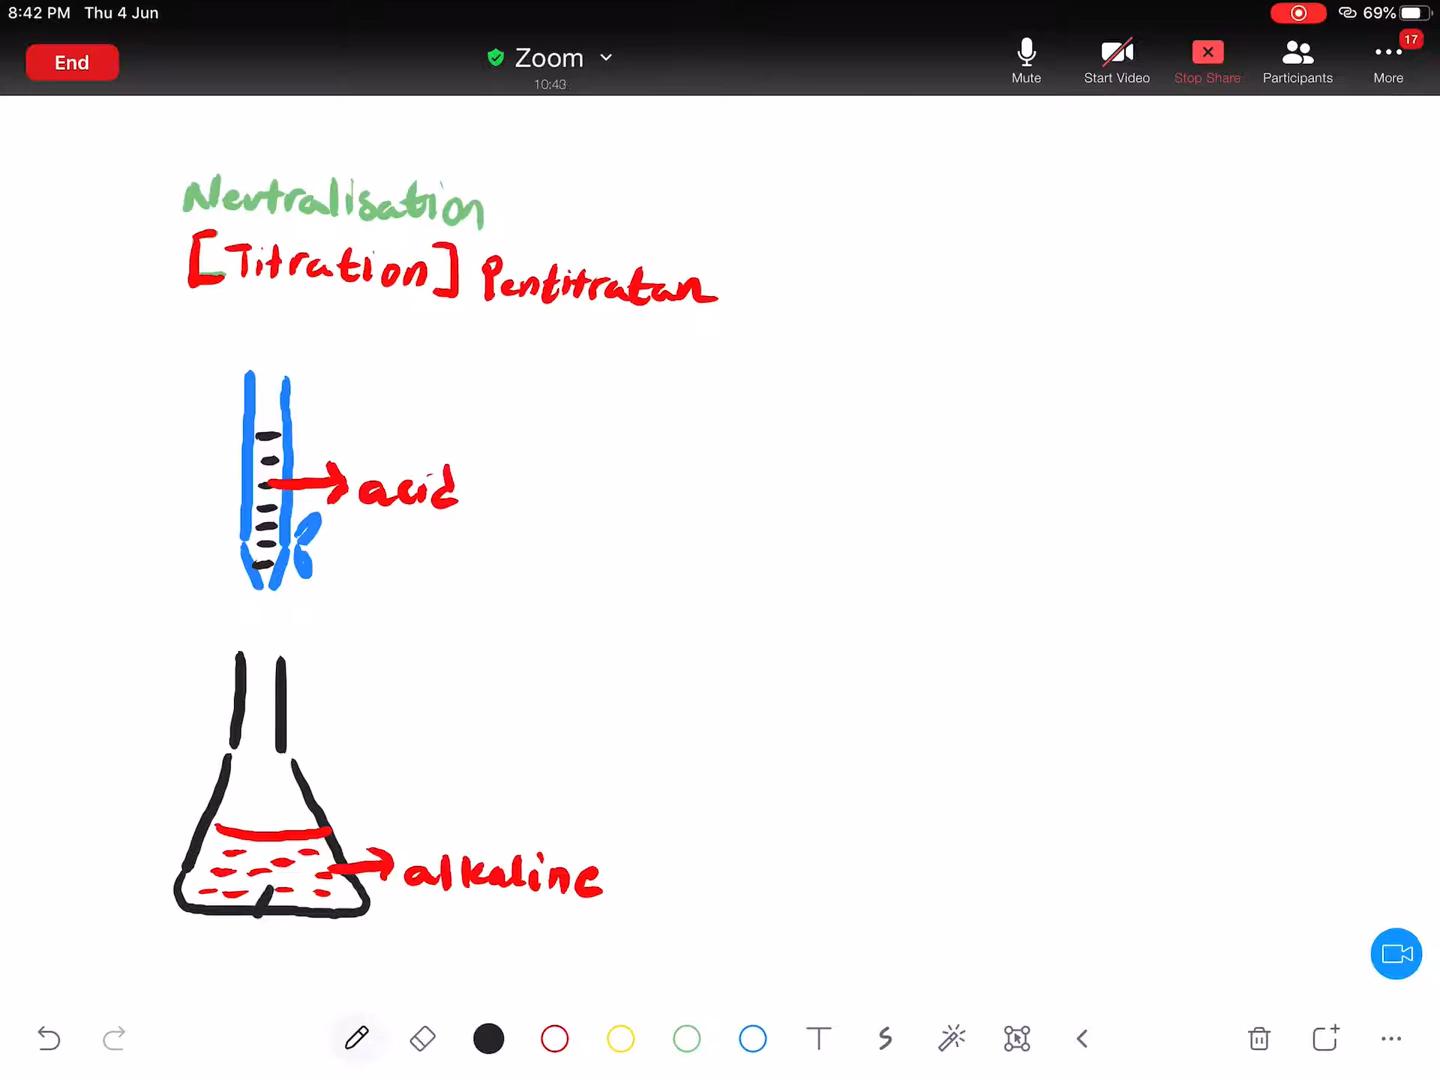 8:42 PM Thu 4 Jun
69%
End
Zoom
10:43
Mute
Start Video
Stop Share
Participants
More
17
Neutralisation
[Titration] Pentitratan
acid
alkaline
T